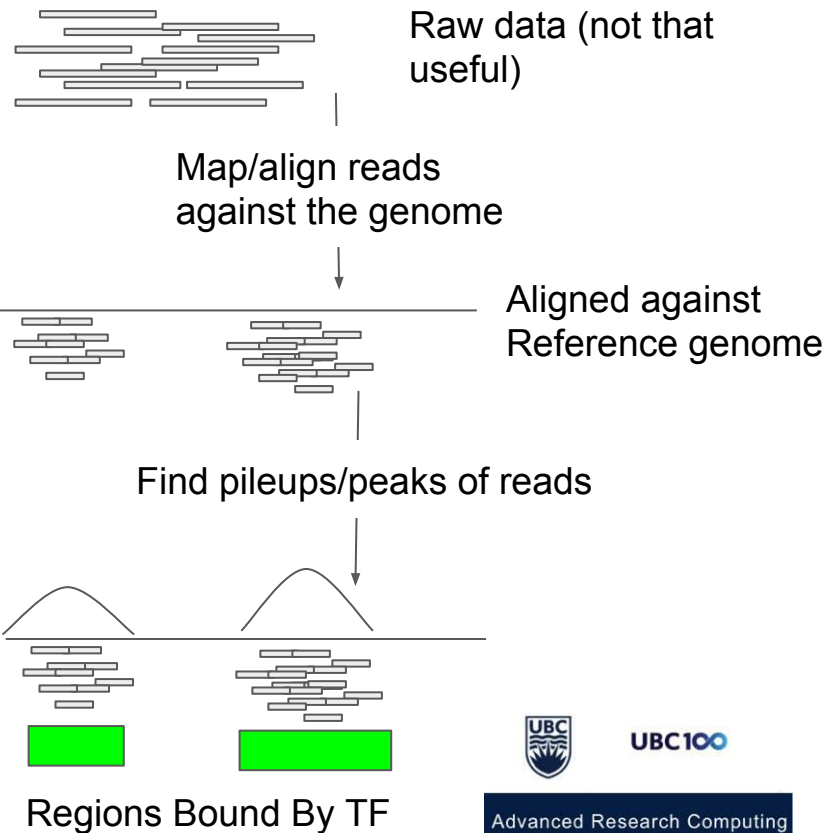 Raw data (not that
useful)
Map/align reads
against the genome
Aligned against
Reference genome
Find pileups/peaks of reads
UBC
UBC100
Regions Bound By TF
Advanced Research Computing